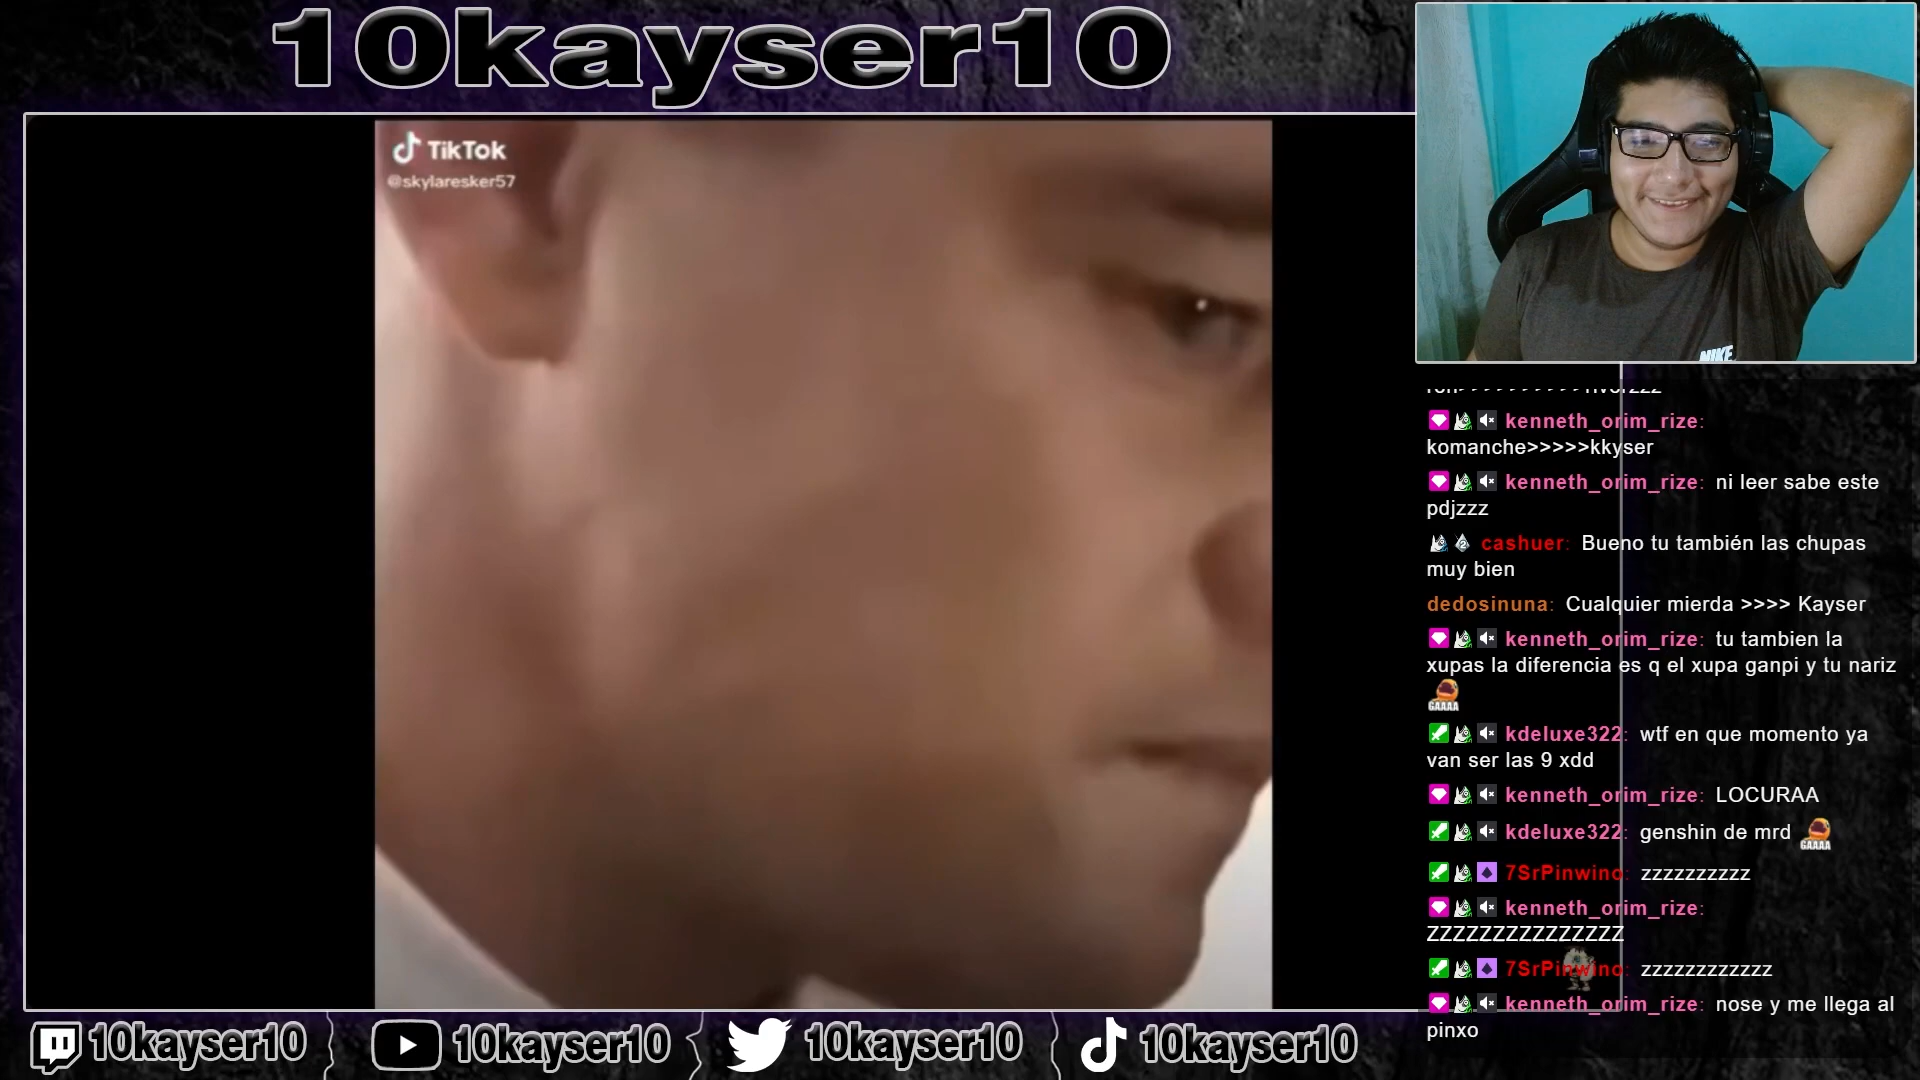 10kayser10
TikTok
@skylaresker57
NIKE
kenneth_orim_rize:
komanche>>>>>kkyser
kenneth_orim_rize: ni leer sabe este
pdjzzz
cashuer: Bueno tu también las chupas
muy bien
dedosinuna: Cualquier mierda >>>> Kayser
kenneth_orim_rize: tu tambien la
xupas la diferencia es q el xupa ganpi y tu nariz
GAAAA
kdeluxe322: wtf en que momento ya
van ser las 9 xdd
kenneth_orim_rize: LOCURAA
kdeluxe322: genshin de mrd
GAAAA
7SrPinwino: zzzzzzzzzz
kenneth_orim_rize:
ZZZZZZZZZZZZZZZ
7SrPinwino: zzzzzzzzzzzz
kenneth_orim_rize: nose y me llega al
pinxo
10kayser10 10kayser10 10kayser10 10kayser10